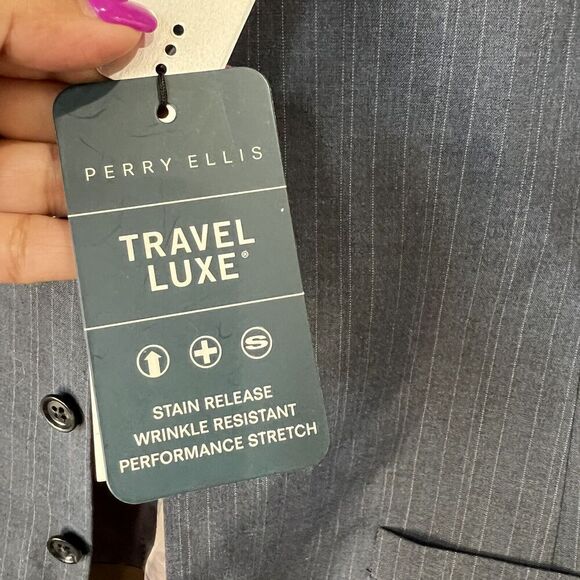 PERRY ELLIS
TRAVEL
LUXE®
S
STAIN RELEASE
WRINKLE RESISTANT
PERFORMANCE STRETCH